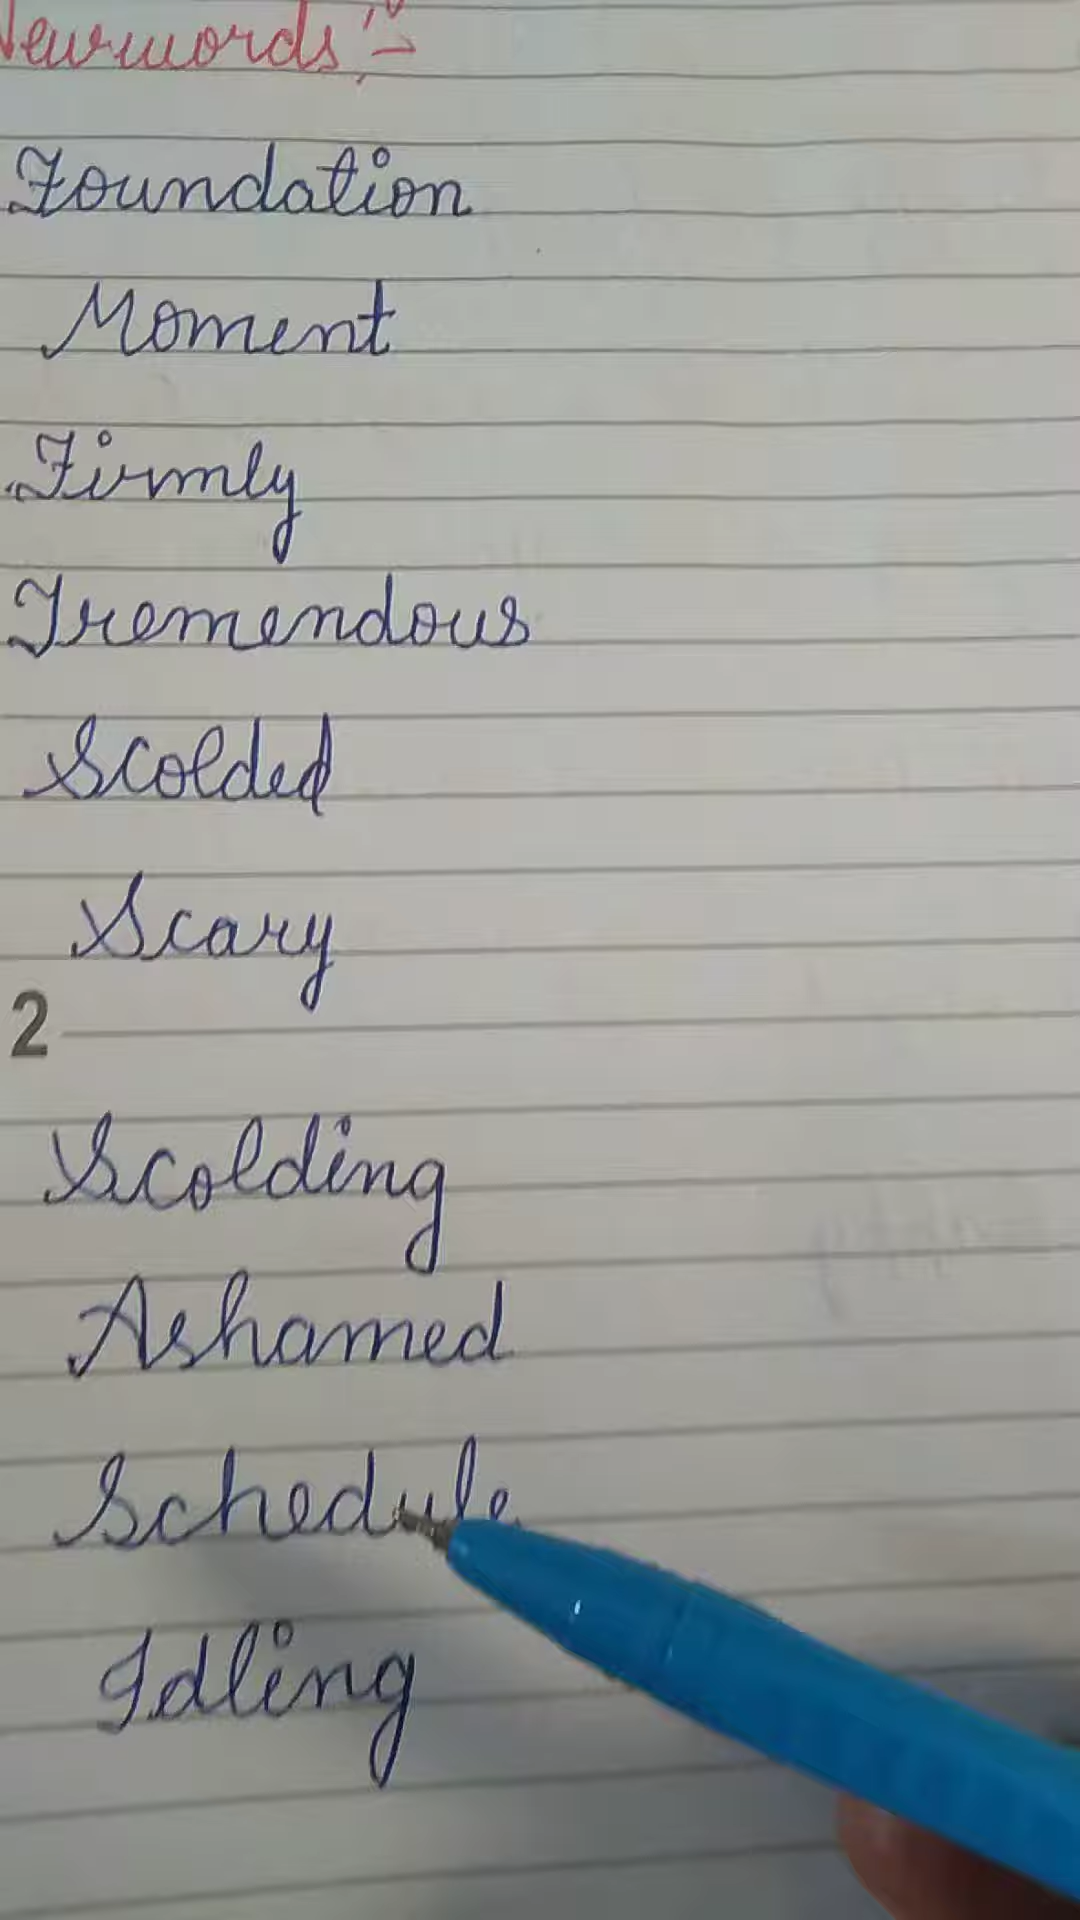 Newwords:-
Foundation
Moment
Firmly
Tremendous
Scolded
Scary
2
Scolding
Ashamed
Schedule
Idling